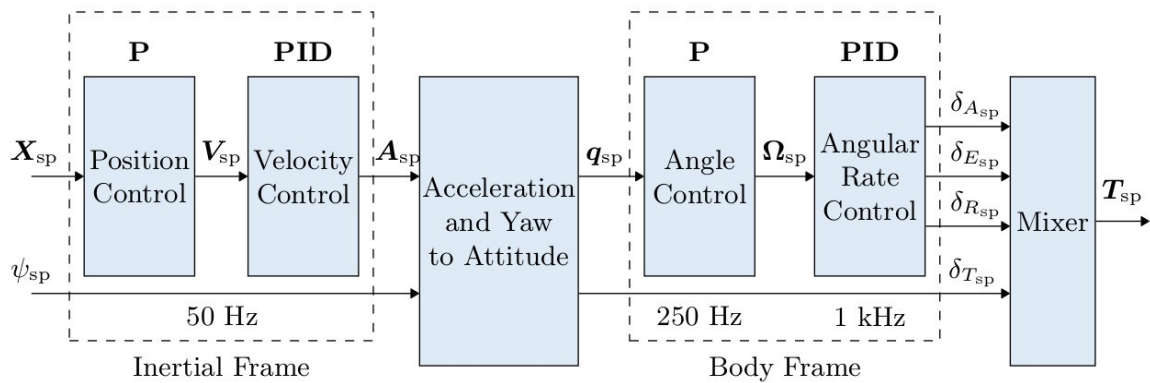 P
PID
P
PID
X_sp
Position
Control
V_sp
Velocity
Control
A_sp
Acceleration
and Yaw
to Attitude
q_sp
Angle
Control
Ω_sp
Angular
Rate
Control
δ_A_sp
δ_E_sp
δ_R_sp
δ_T_sp
Mixer
T_sp
ψ_sp
50 Hz
250 Hz
1 kHz
Inertial Frame
Body Frame